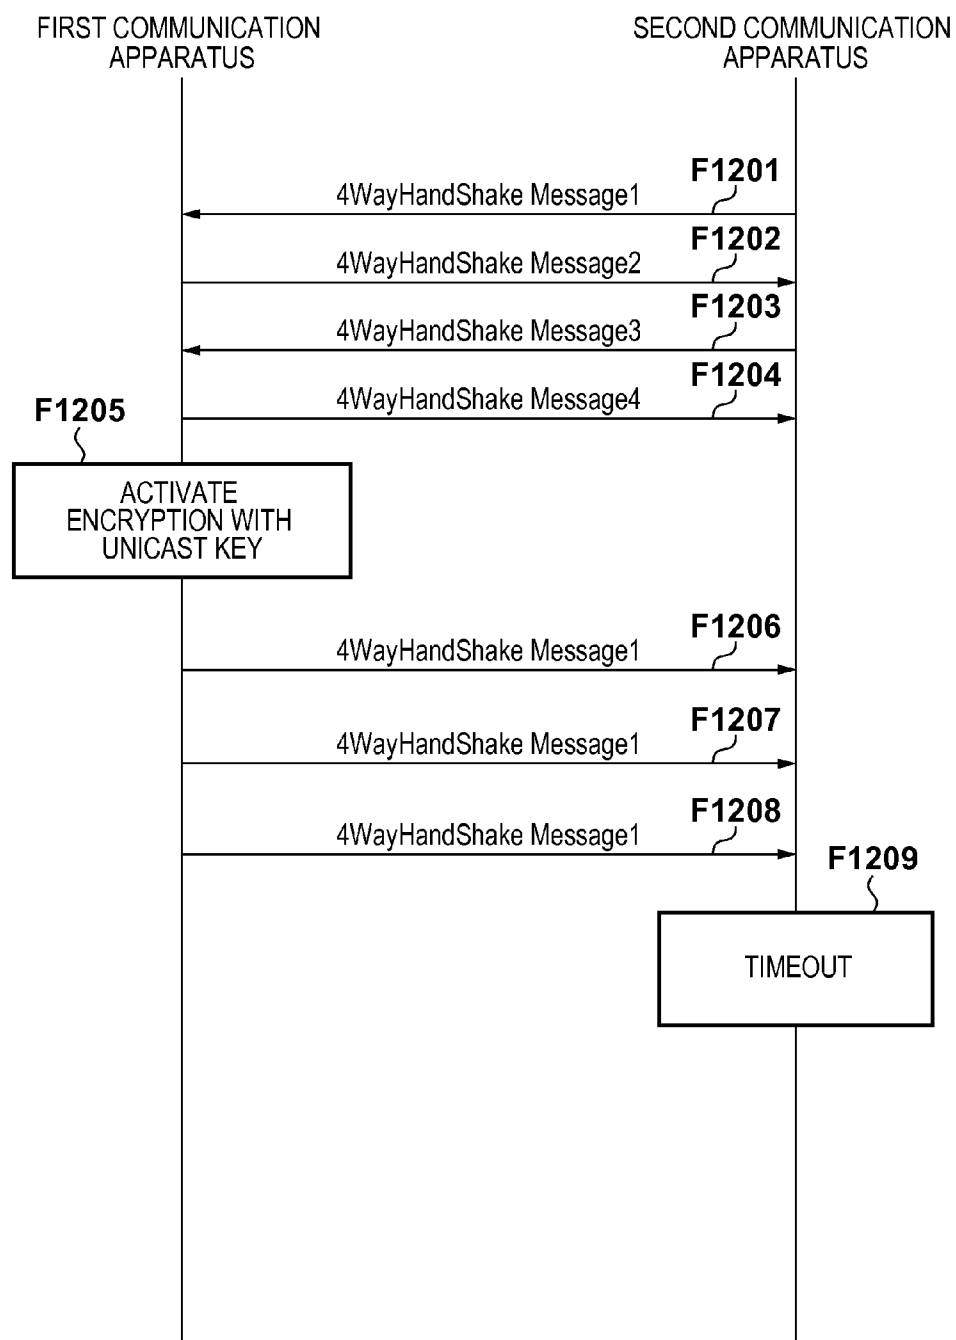 FIRST COMMUNICATION
APPARATUS
SECOND COMMUNICATION
APPARATUS
F1201
4WayHandShake Message1
F1202
4WayHandShake Message2
F1203
4WayHandShake Message3
F1204
4WayHandShake Message4
F1205
ACTIVATE
ENCRYPTION WITH
UNICAST KEY
F1206
4WayHandShake Message1
F1207
4WayHandShake Message1
F1208
4WayHandShake Message1
F1209
TIMEOUT